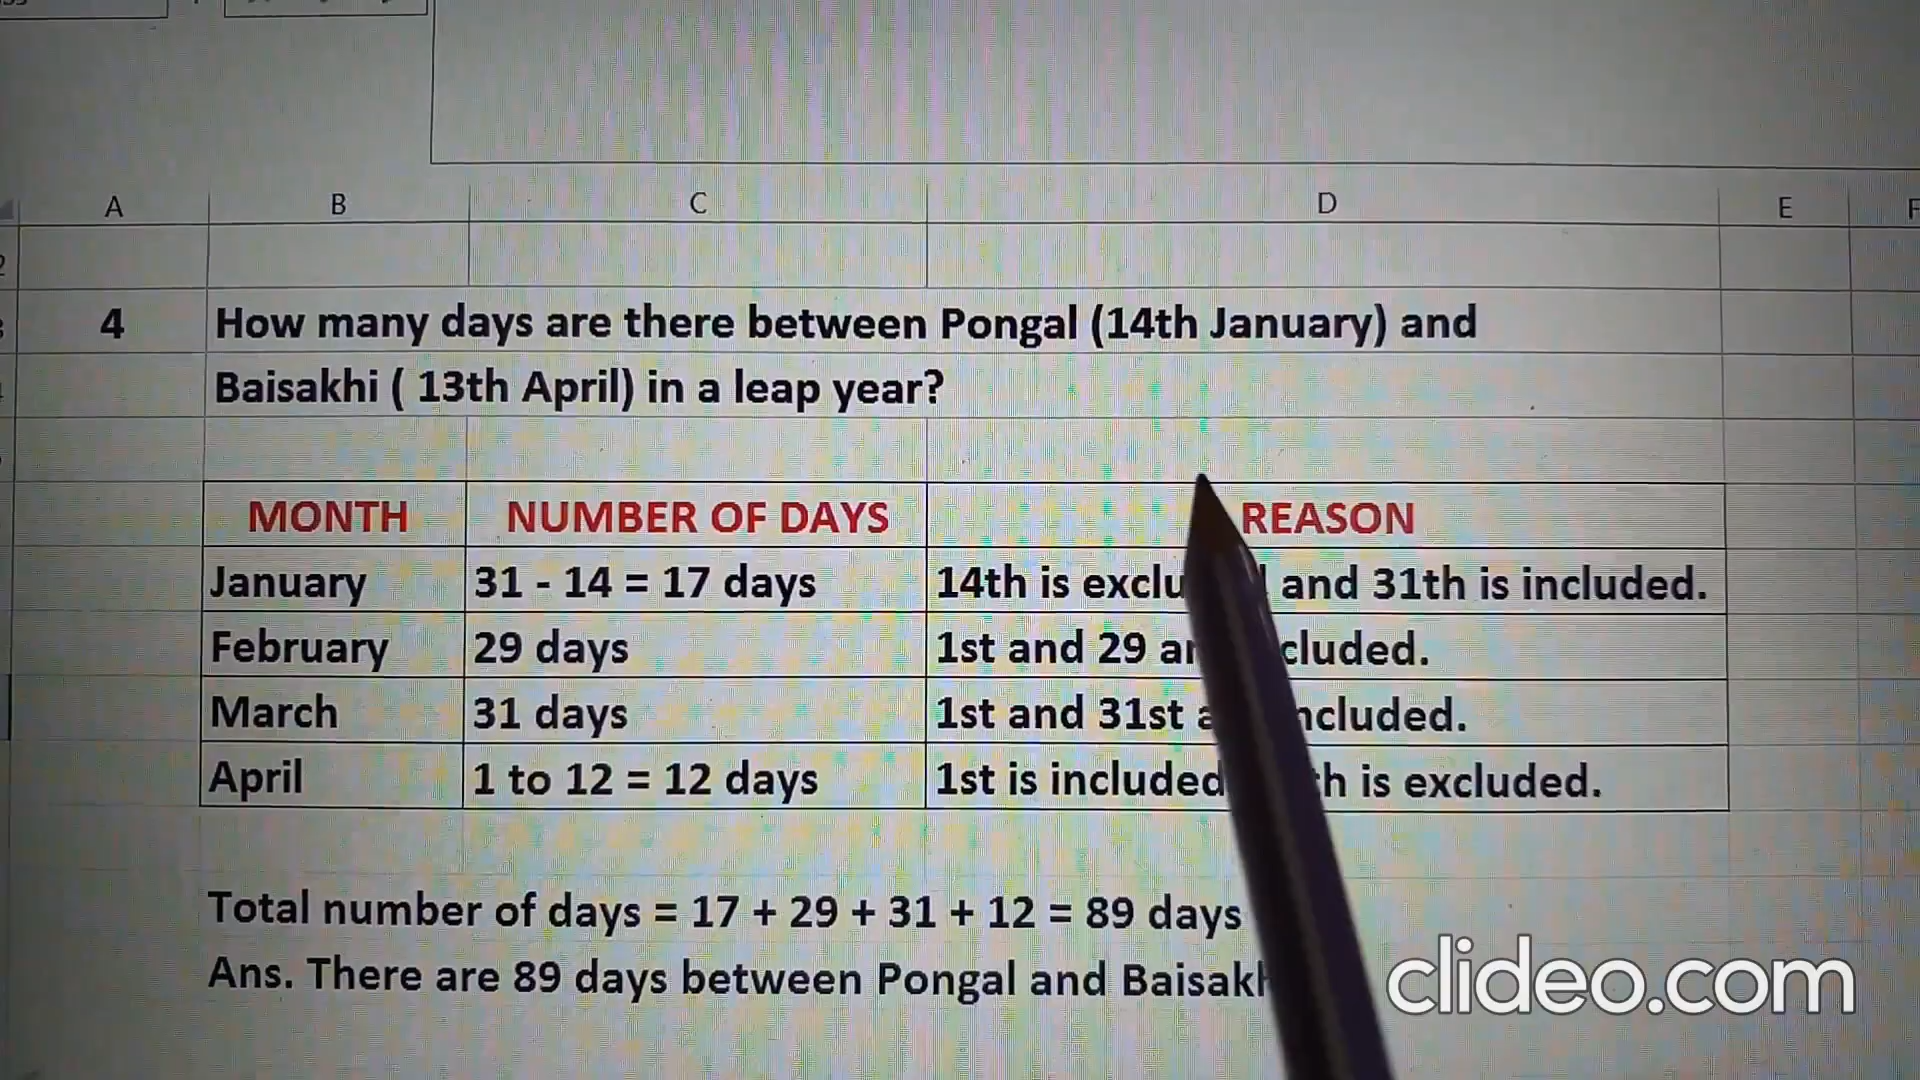 A B C D E F
2
4 How many days are there between Pongal (14th January) and
Baisakhi ( 13th April) in a leap year?
MONTH NUMBER OF DAYS REASON
January 31 - 14 = 17 days 14th is exclu and 31th is included.
February 29 days 1st and 29 cluded.
March 31 days 1st and 31st ncluded.
April 1 to 12 = 12 days 1st is included h is excluded.
Total number of days = 17 + 29 + 31 + 12 = 89 days
Ans. There are 89 days between Pongal and Baisakh
clideo.com